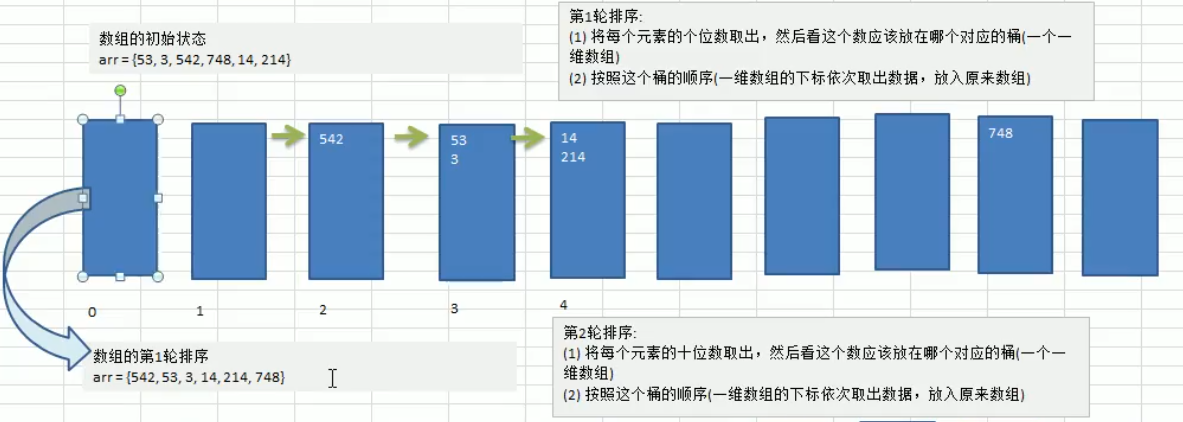 数组的初始状态
arr = {53, 3, 542, 748, 14, 214}
第1轮排序:
(1) 将每个元素的个位数取出，然后看这个数应该放在哪个对应的桶(一个一
维数组)
(2) 按照这个桶的顺序(一维数组的下标依次取出数据，放入原来数组)
542
53
3
14
214
748
0
1
2
3
4
数组的第1轮排序
arr = {542, 53, 3, 14, 214, 748}
第2轮排序:
(1) 将每个元素的十位数取出，然后看这个数应该放在哪个对应的桶(一个一
维数组)
(2) 按照这个桶的顺序(一维数组的下标依次取出数据，放入原来数组)